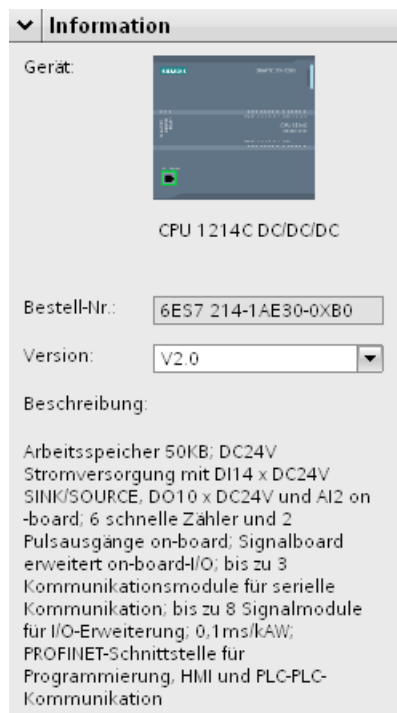 Information
Gerät:
SIEMENS
CPU 1214C DC/DC/DC
Bestell-Nr.: 6ES7 214-1AE30-0XB0
Version: V2.0
Beschreibung:
Arbeitsspeicher 50KB; DC24V
Stromversorgung mit DI14 x DC24V
SINK/SOURCE, DO10 x DC24V und AI2 on
-board; 6 schnelle Zähler und 2
Pulsausgänge on-board; Signalboard
erweitert on-board-I/O; bis zu 3
Kommunikationsmodule für serielle
Kommunikation; bis zu 8 Signalmodule
für I/O-Erweiterung; 0,1ms/kAW;
PROFINET-Schnittstelle für
Programmierung, HMI und PLC-PLC-
Kommunikation